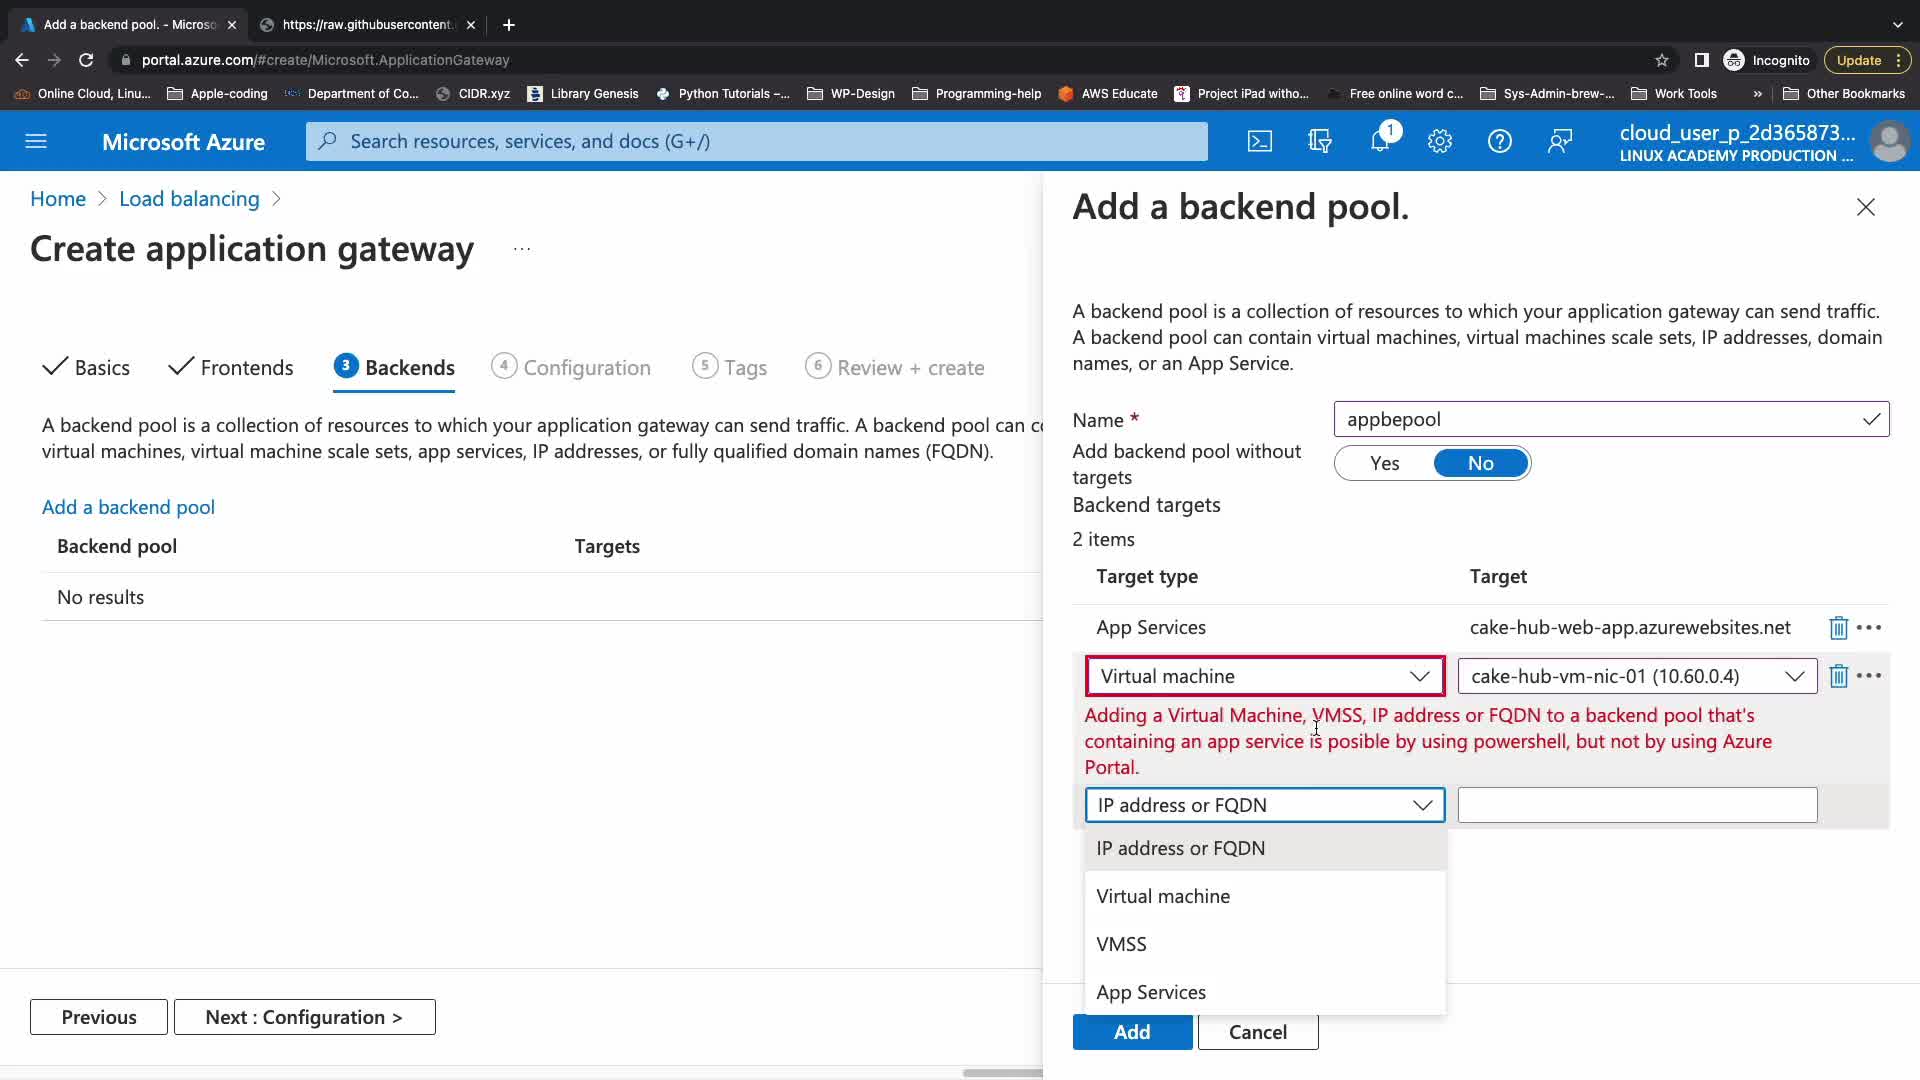 Add a backend pool. - Microso
https://raw.githubusercontent.
portal.azure.com/#create/Microsoft.ApplicationGateway
Incognito
Update
Online Cloud, Linu...
Apple-coding
Department of Co...
CIDR.xyz
Library Genesis
Python Tutorials –...
WP-Design
Programming-help
AWS Educate
Project iPad witho...
Free online word c...
Sys-Admin-brew-...
Work Tools
»
Other Bookmarks
Microsoft Azure
Search resources, services, and docs (G+/)
1
cloud_user_p_2d365873...
LINUX ACADEMY PRODUCTION ...
Home > Load balancing >
Create application gateway ...
Basics
Frontends
3 Backends
4 Configuration
5 Tags
6 Review + create
A backend pool is a collection of resources to which your application gateway can send traffic. A backend pool can co
virtual machines, virtual machine scale sets, app services, IP addresses, or fully qualified domain names (FQDN).
Add a backend pool
Backend pool Targets
No results
Previous
Next : Configuration >
Add a backend pool.
A backend pool is a collection of resources to which your application gateway can send traffic.
A backend pool can contain virtual machines, virtual machines scale sets, IP addresses, domain
names, or an App Service.
Name * appbepool
Add backend pool without
targets
Yes No
Backend targets
2 items
Target type Target
App Services cake-hub-web-app.azurewebsites.net
Virtual machine cake-hub-vm-nic-01 (10.60.0.4)
Adding a Virtual Machine, VMSS, IP address or FQDN to a backend pool that's
containing an app service is posible by using powershell, but not by using Azure
Portal.
IP address or FQDN
IP address or FQDN
Virtual machine
VMSS
App Services
Add
Cancel